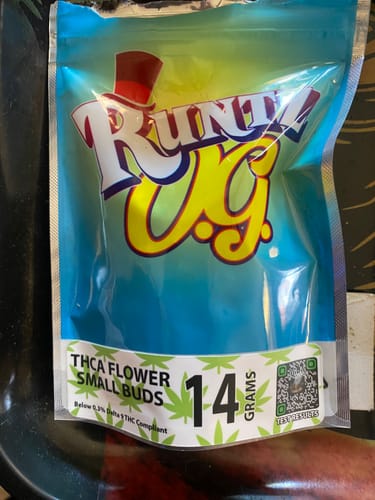 RUNTZ
O.G.
THCA FLOWER
SMALL BUDS
Below 0.3% Delta 9 THC Compliant
14
GRAMS
TEST RESULTS